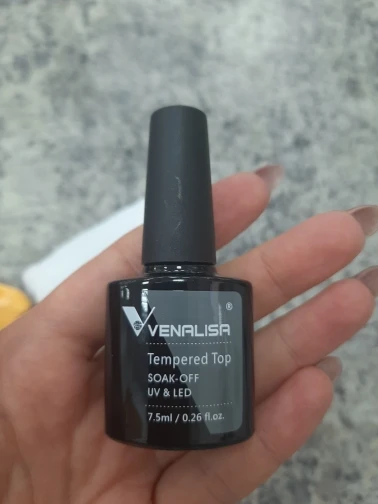 VENALISA®
Tempered Top
SOAK-OFF
UV & LED
7.5ml / 0.26 fl.oz.